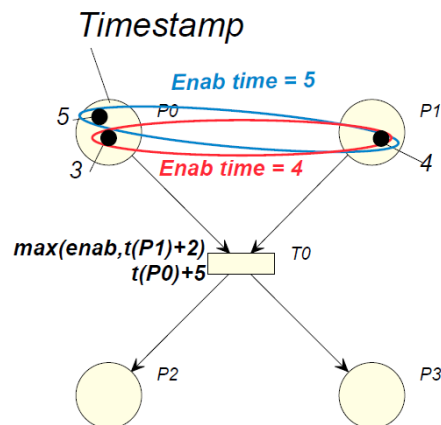 Timestamp
Enab time = 5
5
P0
P1
3
Enab time = 4
4
max(enab,t(P1)+2)
T0
t(P0)+5
P2
P3